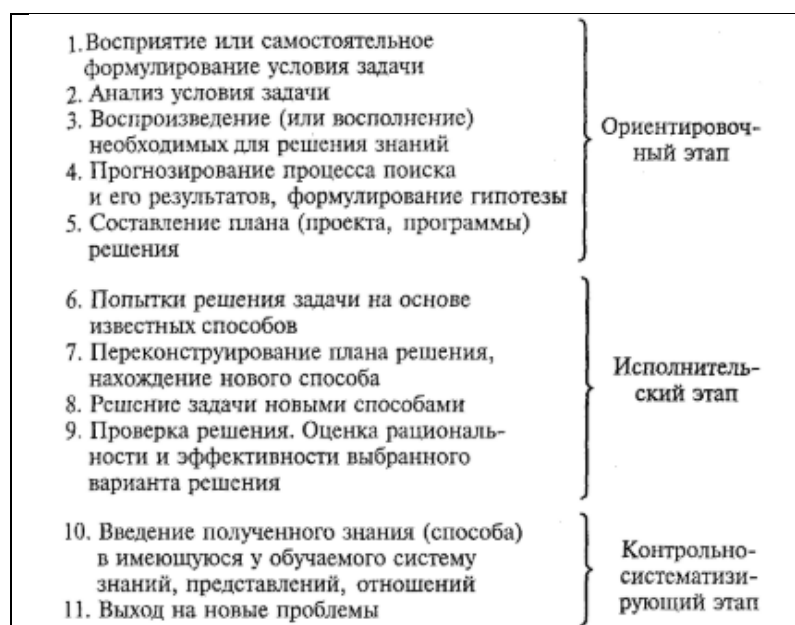 1. Восприятие или самостоятельное
формулирование условия задачи
2. Анализ условия задачи
3. Воспроизведение (или восполнение)
необходимых для решения знаний
4. Прогнозирование процесса поиска
и его результатов, формулирование гипотезы
5. Составление плана (проекта, программы)
решения
Ориентировоч-
ный этап
6. Попытки решения задачи на основе
известных способов
7. Переконструирование плана решения,
нахождение нового способа
8. Решение задачи новыми способами
9. Проверка решения. Оценка рациональ-
ности и эффективности выбранного
варианта решения
Исполнитель-
ский этап
10. Введение полученного знания (способа)
в имеющуюся у обучаемого систему
знаний, представлений, отношений
11. Выход на новые проблемы
Контрольно-
систематизи-
рующий этап